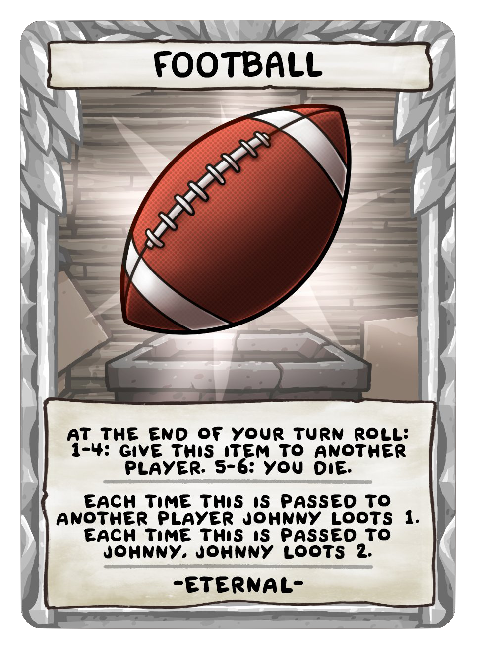 FOOTBALL
AT THE END OF YOUR TURN ROLL:
1-4: GIVE THIS ITEM TO ANOTHER
PLAYER. 5-6: YOU DIE.
EACH TIME THIS IS PASSED TO
ANOTHER PLAYER JOHNNY LOOTS 1.
EACH TIME THIS IS PASSED TO
JOHNNY, JOHNNY LOOTS 2.
-ETERNAL-